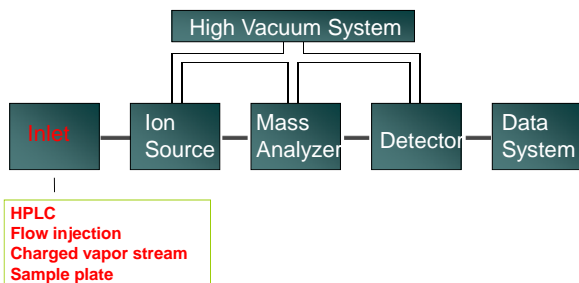 High Vacuum System
Inlet
Ion
Source
Mass
Analyzer
Detector
Data
System
HPLC
Flow injection
Charged vapor stream
Sample plate